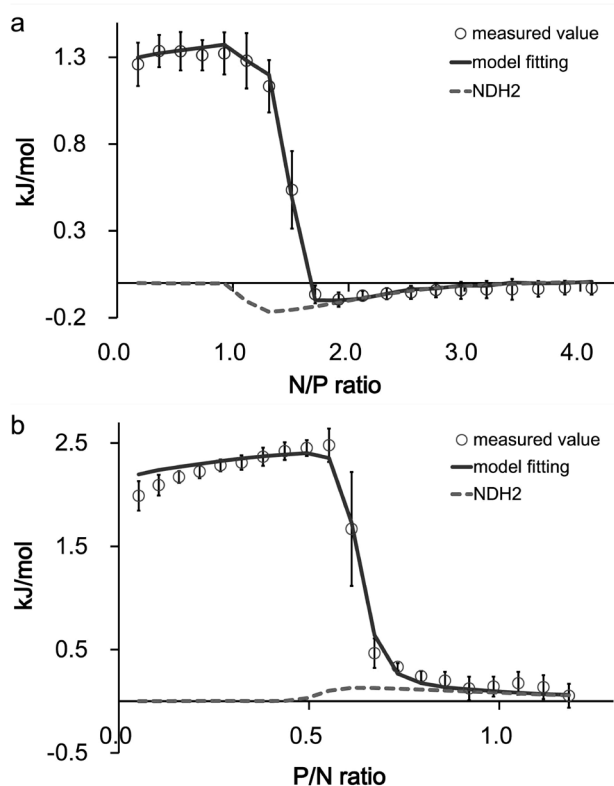 a
1.3
0.8
0.3
-0.2
kJ/mol
measured value
model fitting
NDH2
0.0 1.0 2.0 3.0 4.0
N/P ratio
b
2.5
1.5
0.5
-0.5
kJ/mol
measured value
model fitting
NDH2
0.0 0.5 1.0
P/N ratio